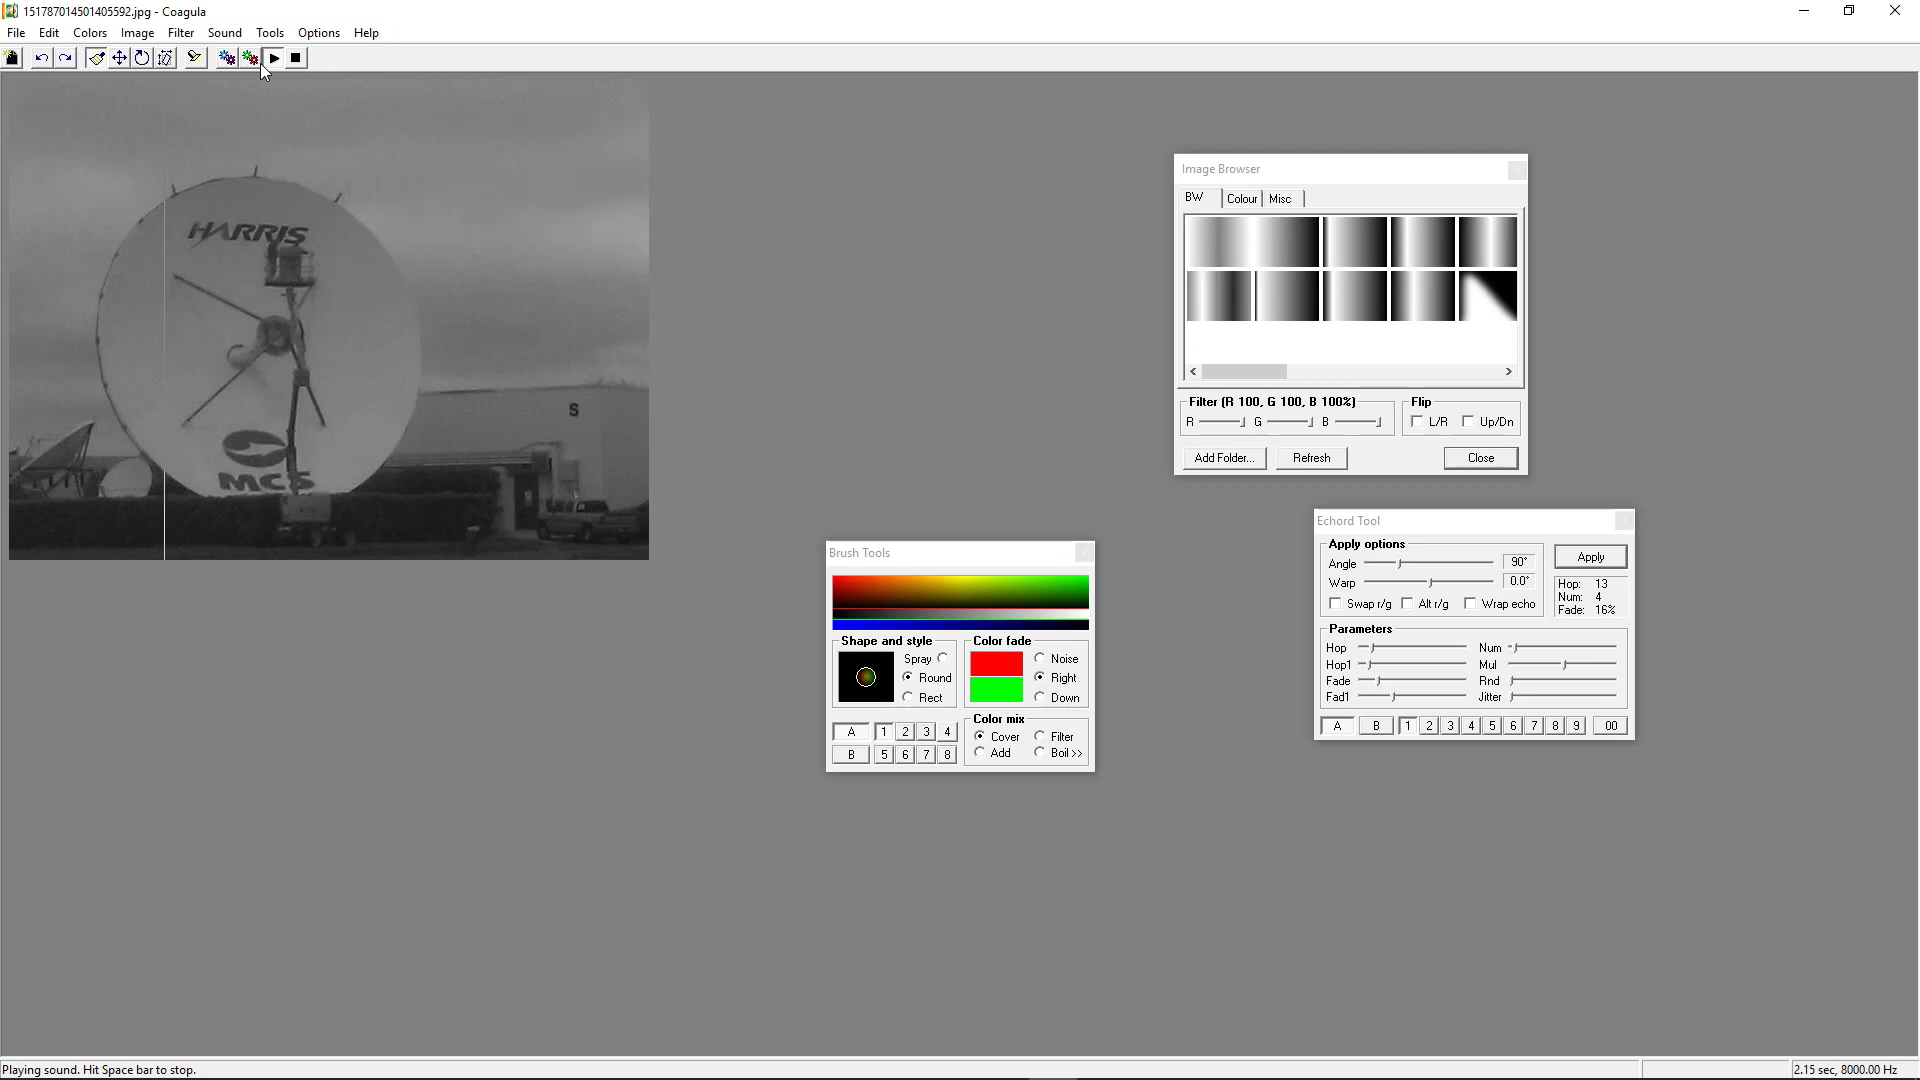 151787014501405592.jpg - Coagula
File Edit Colors Image Filter Sound Tools Options Help
HARRIS
S
MCS
Image Browser
BW Colour Misc
Filter (R 100, G 100, B 100%)
R G B
Flip
L/R Up/Dn
Add Folder... Refresh Close
Echord Tool
Apply options
Angle 90°
Warp 0.0°
Swap r/g Alt r/g Wrap echo
Apply
Hop: 13
Num: 4
Fade: 16%
Parameters
Hop Num
Hop1 Mul
Fade Rnd
Fad1 Jitter
A B 1 2 3 4 5 6 7 8 9 00
Brush Tools
Shape and style
Spray
Round
Rect
Color fade
Noise
Right
Down
A 1 2 3 4
B 5 6 7 8
Color mix
Cover Filter
Add Boil >>
Playing sound. Hit Space bar to stop.
2.15 sec, 8000.00 Hz